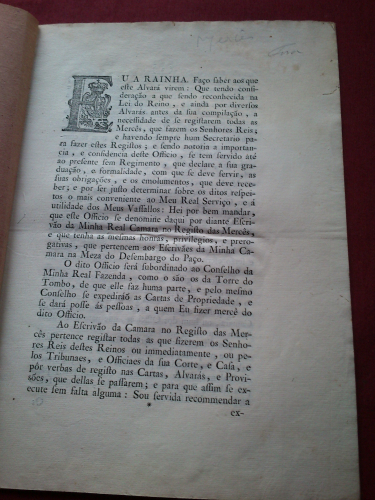 EU A RAINHA. Faço saber aos que
este Alvará virem: Que tendo consi-
deração a que sendo reconhecida na
Lei do Reino, e ainda por diversos
Alvarás antes da sua compilação, a
necessidade de se registarem todas as
Mercês, que fazem os Senhores Reis;
e havendo sempre hum Secretario pa-
ra fazer estes Registos; e sendo notoria a importan-
cia, e confidencia deste Officio, se tem servido até
ao presente sem Regimento, que declare a sua gra-
duação, e formalidade, com que se deve servir, as
suas obrigações, e os emolumentos, que deve rece-
ber; e por ser justo determinar sobre os ditos respei-
tos o mais conveniente ao Meu Real Serviço, e á
utilidade dos Meus Vassallos: Hei por bem mandar,
que este Officio se denomite daqui por diante Escri-
vão da Minha Real Camara no Registo das Mercês,
e que tenha as mesmas honras, privilegios, e prero-
gativas, que pertencem aos Escrivães da Minha Ca-
mara na Meza do Desembargo do Paço.
O dito Officio será subordinado ao Conselho da
Minha Real Fazenda, como o são os da Torre do
Tombo, de que elle faz huma parte, e pelo mesmo
Conselho se expedirão as Cartas de Propriedade, e
se dará posse ás pessoas, a quem Eu fazer mercê do
dito Officio.
Ao Escrivão da Camara no Registo das Mer-
cês pertence registar todas as que fizerem os Senho-
res Reis destes Reinos ou immediatamente, ou pe-
los Tribunaes, e Officiaes da sua Corte, e Casa, e
pôr verbas de registo nas Cartas, Alvarás, e Provi-
sões, que dellas se passarem; e para que assim se ex-
ecute sem falta alguma: Sou servida recommendar a
*
ex-